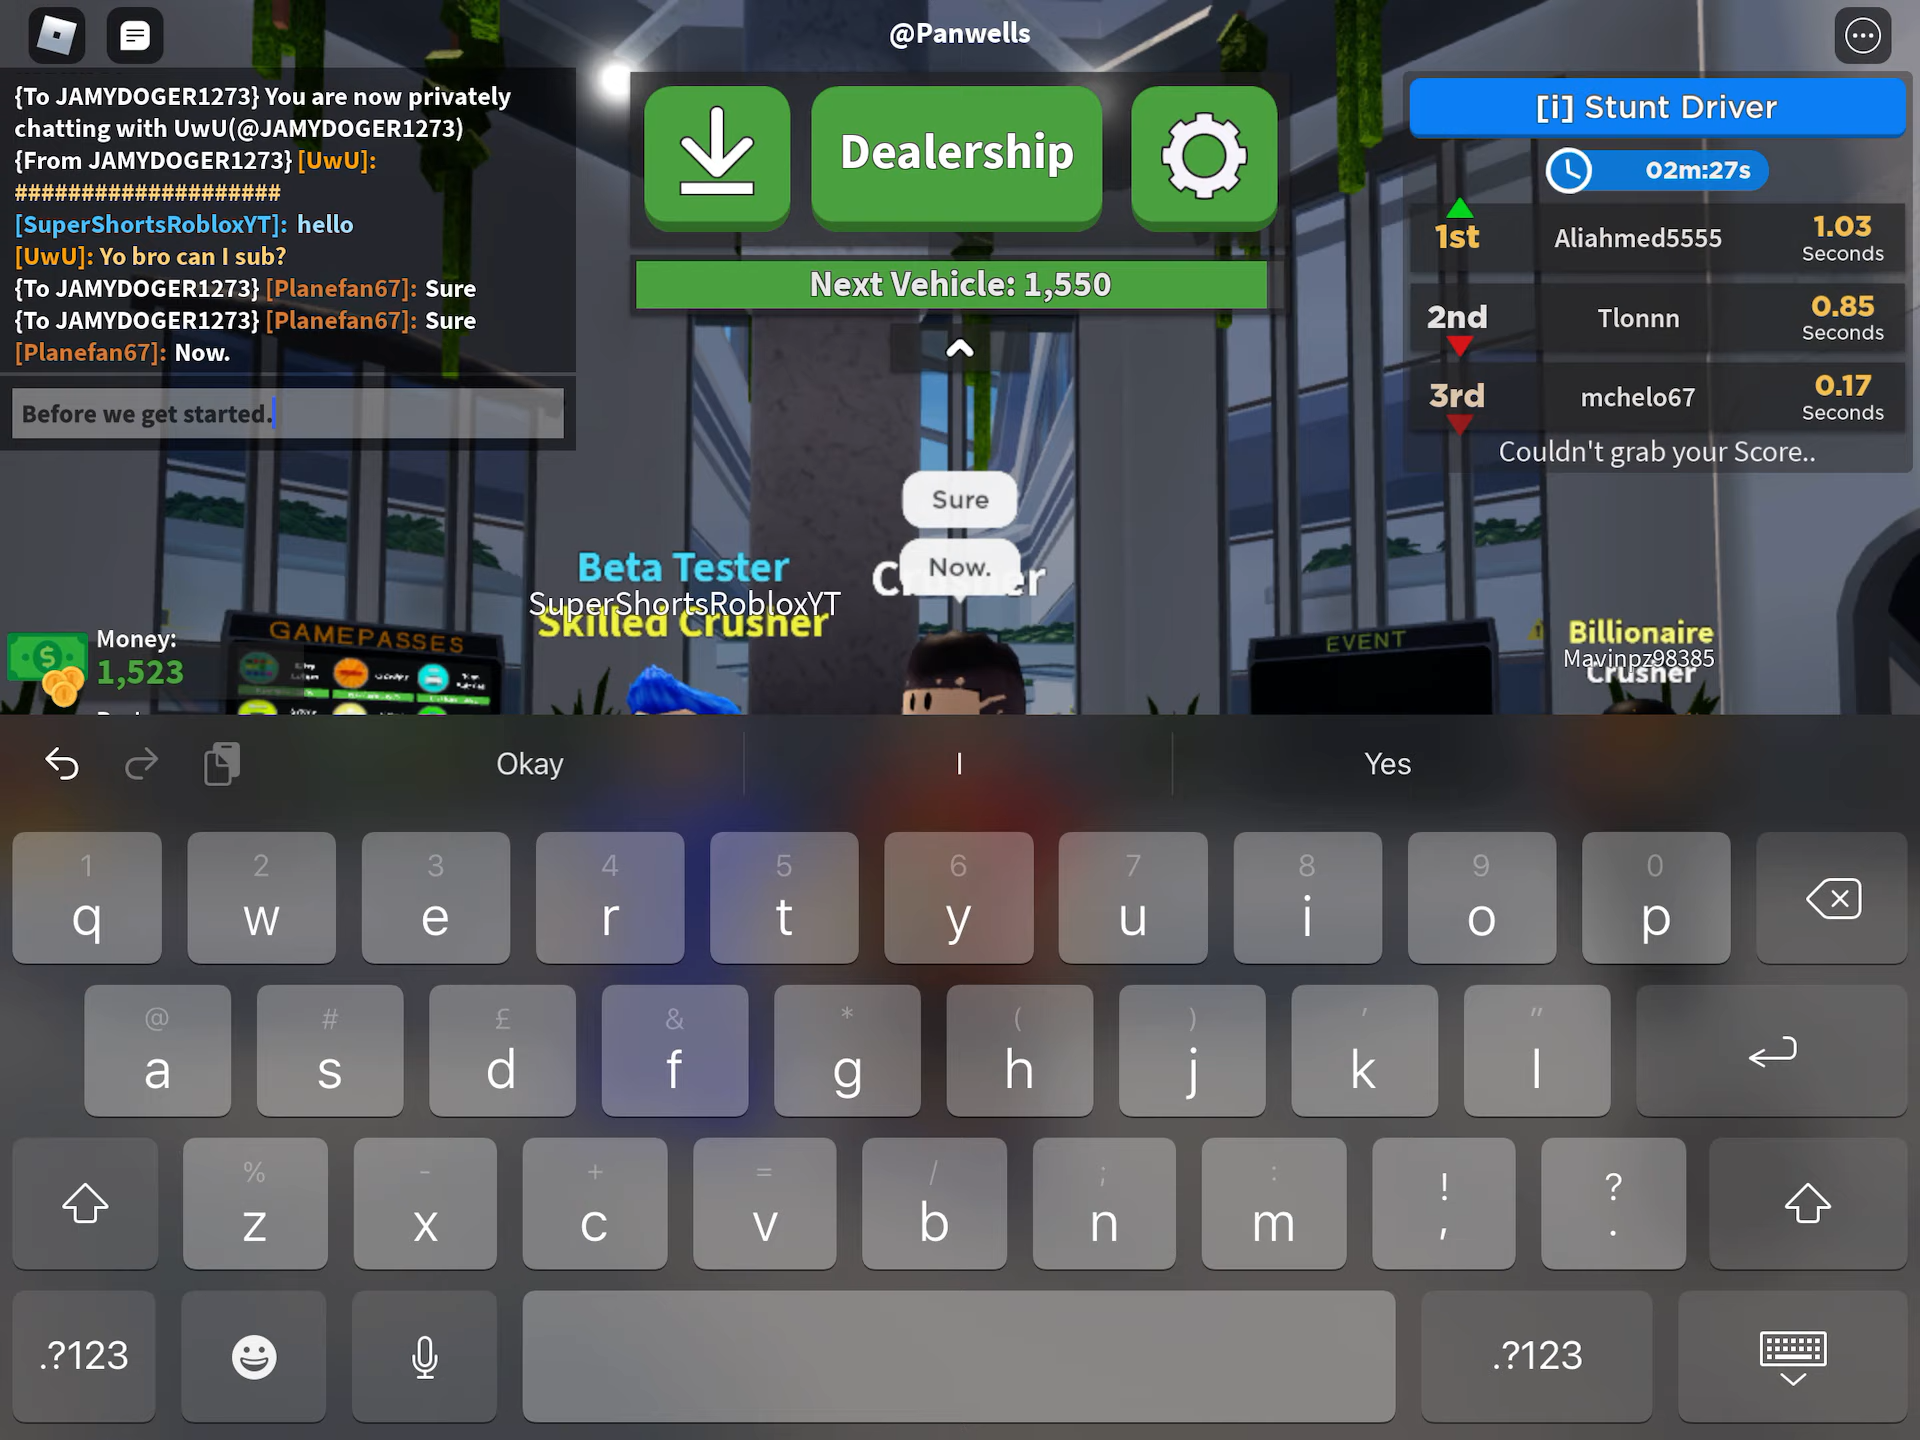 @Panwells
{To JAMYDOGER1273} You are now privately
chatting with UwU(@JAMYDOGER1273)
{From JAMYDOGER1273} [UwU]:
####################
[SuperShortsRobloxYT]: hello
[UwU]: Yo bro can I sub?
{To JAMYDOGER1273} [Planefan67]: Sure
{To JAMYDOGER1273} [Planefan67]: Sure
[Planefan67]: Now.
Before we get started.
Dealership
Next Vehicle: 1,550
[i] Stunt Driver
02m:27s
1st Aliahmed5555 1.03 Seconds
2nd Tlonnn 0.85 Seconds
3rd mchelo67 0.17 Seconds
Couldn't grab your Score..
Sure
Now.
Beta Tester
SuperShortsRobloxYT
Skilled Crusher
GAMEPASSES
EVENT
Billionaire
Mavinpz98385
Crusher
Money:
1,523
Okay I Yes
1 2 3 4 5 6 7 8 9 0
q w e r t y u i o p
@ # £ & * ( ) ' "
a s d f g h j k l
% - + = / ; : ! ?
z x c v b n m , .
.?123 .?123